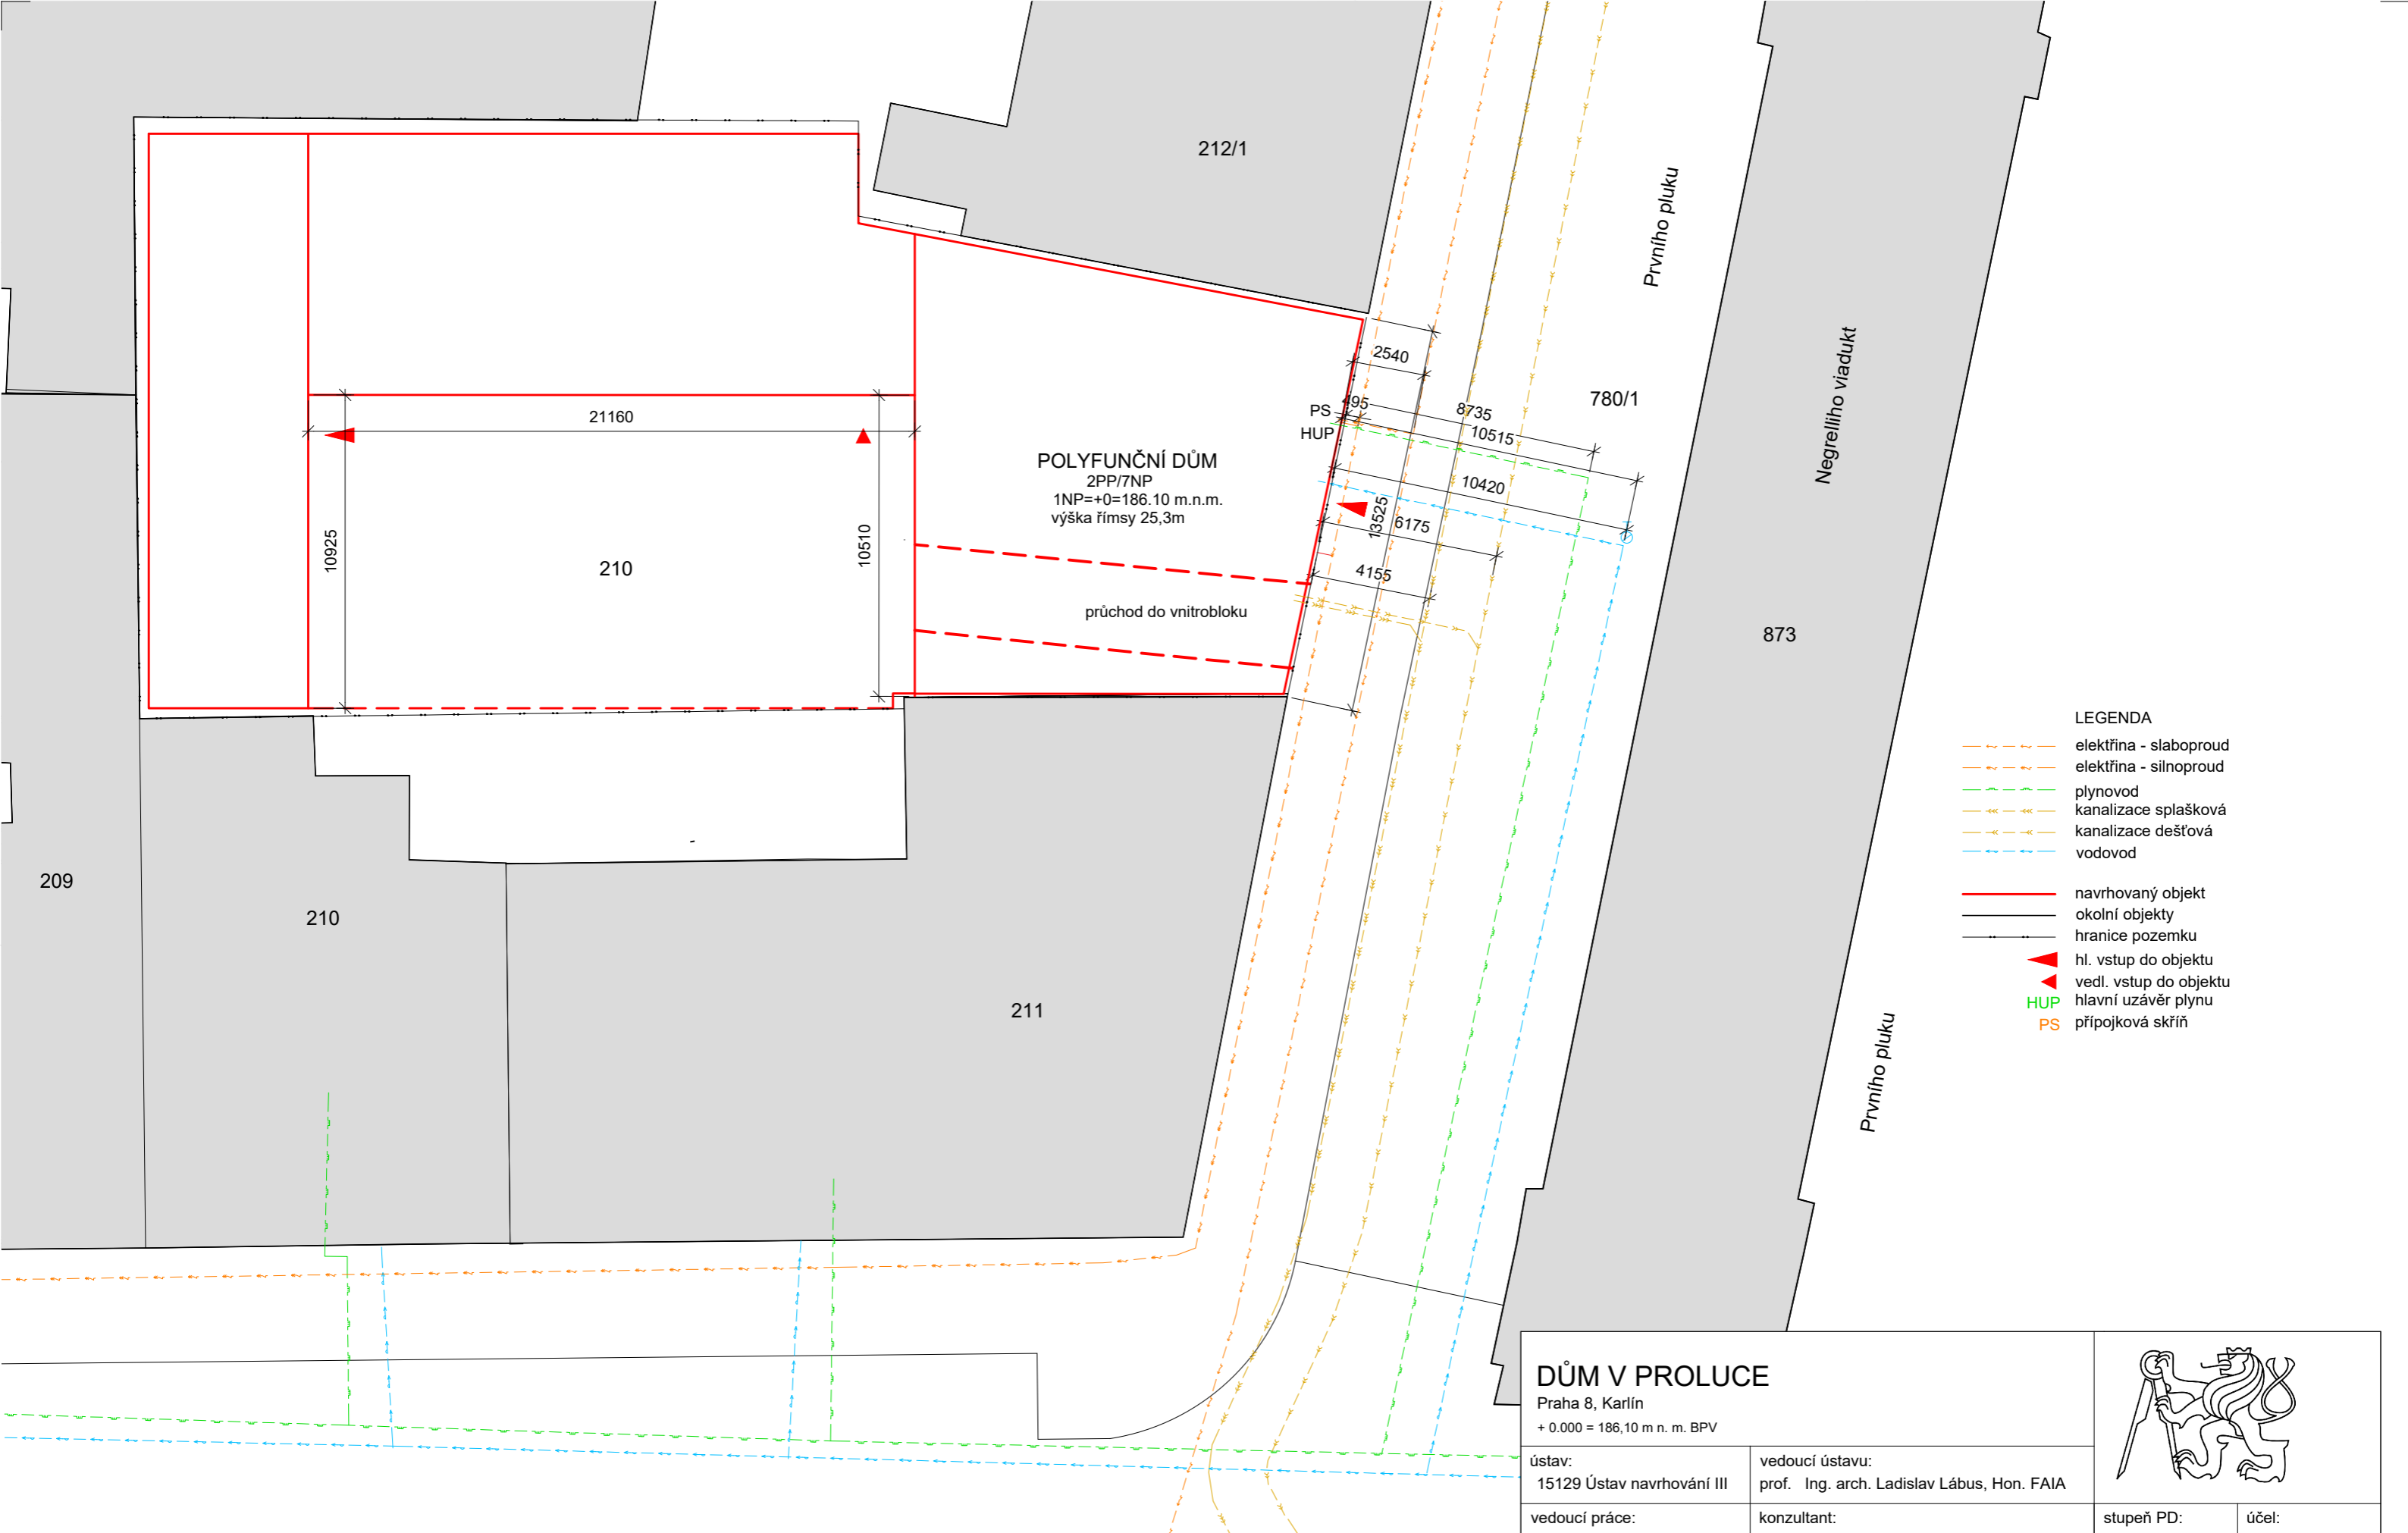 212/1
Prvního pluku
Negrelliho viadukt
780/1
2540
495
8735
10515
PS
HUP
10420
13525
6175
4155
21160
10925
10510
210
POLYFUNČNÍ DŮM
2PP/7NP
1NP=+0=186.10 m.n.m.
výška římsy 25,3m
průchod do vnitrobloku
873
209
210
211
Prvního pluku
LEGENDA
elektřina - slaboproud
elektřina - silnoproud
plynovod
kanalizace splašková
kanalizace dešťová
vodovod
navrhovaný objekt
okolní objekty
hranice pozemku
hl. vstup do objektu
vedl. vstup do objektu
HUP hlavní uzávěr plynu
PS přípojková skříň
DŮM V PROLUCE
Praha 8, Karlín
+ 0.000 = 186,10 m n. m. BPV
ústav:
15129 Ústav navrhování III
vedoucí ústavu:
prof. Ing. arch. Ladislav Lábus, Hon. FAIA
vedoucí práce:
konzultant:
stupeň PD:
účel: